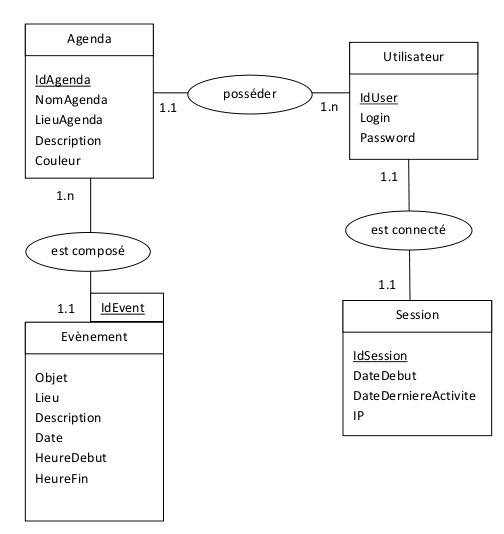 Agenda
IdAgenda
NomAgenda
LieuAgenda
Description
Couleur
1.1
posséder
1.n
Utilisateur
IdUser
Login
Password
1.n
est composé
1.1
IdEvent
Evènement
Objet
Lieu
Description
Date
HeureDebut
HeureFin
1.1
est connecté
1.1
Session
IdSession
DateDebut
DateDerniereActivite
IP